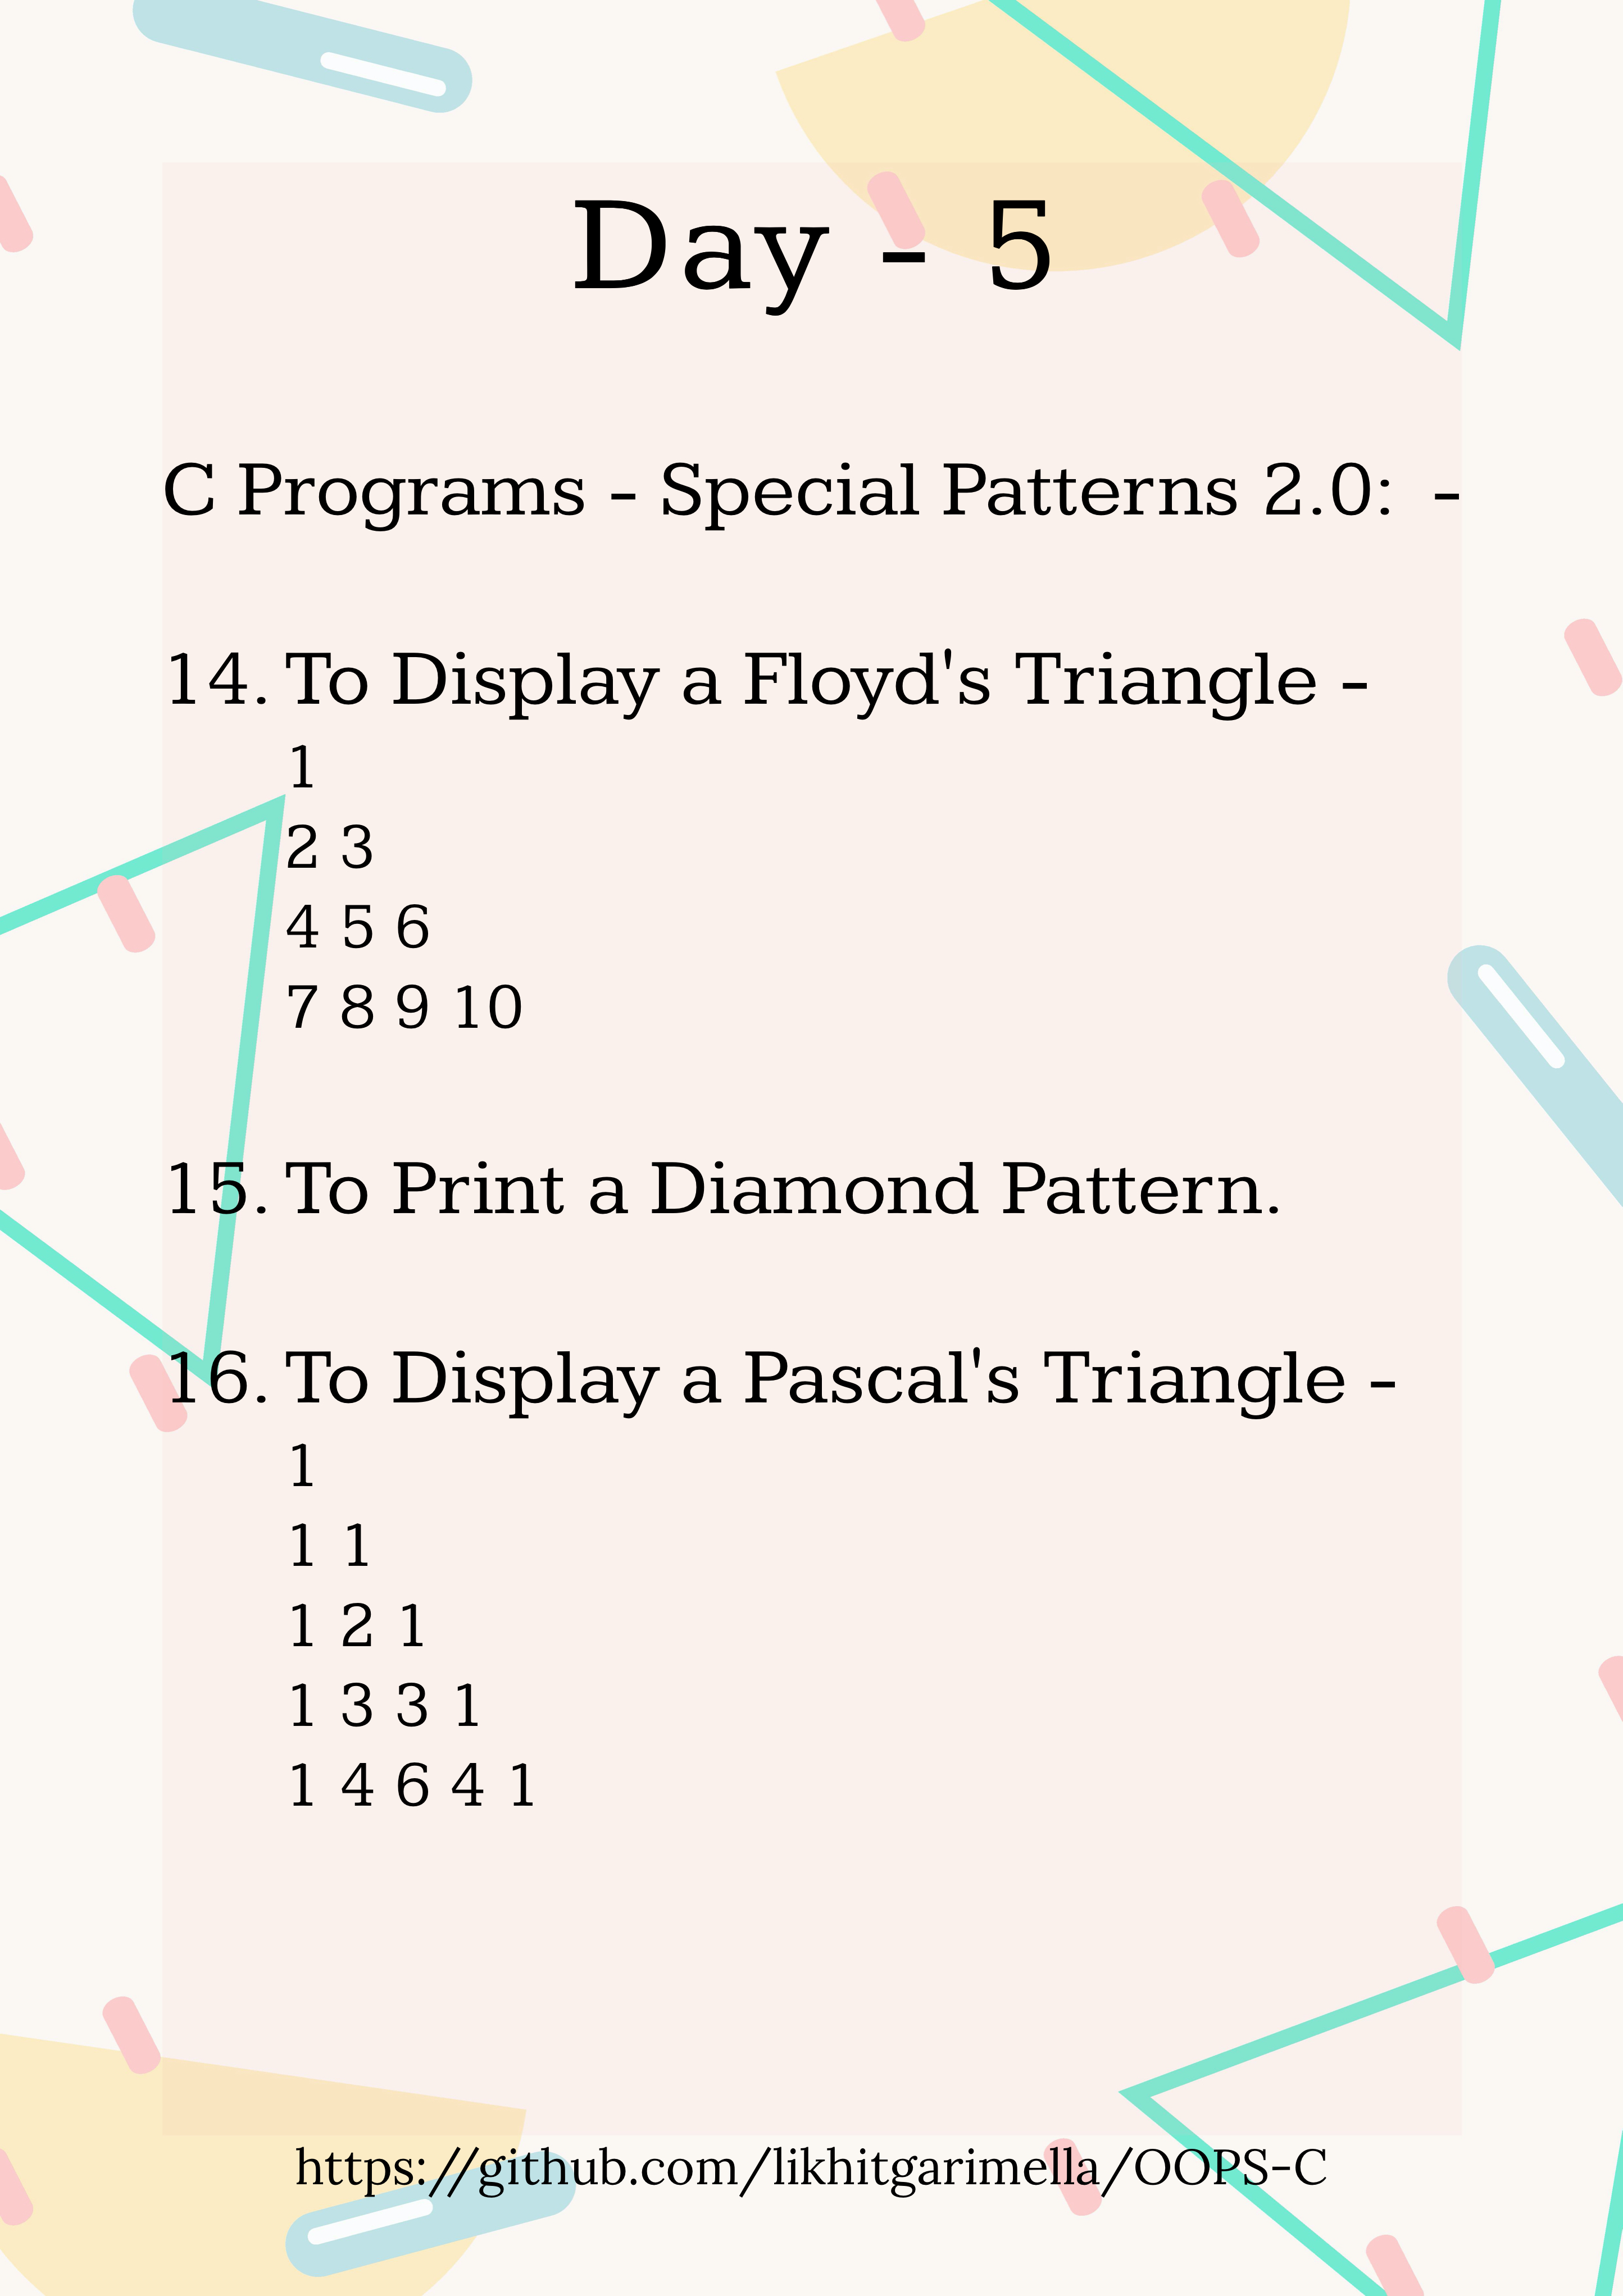 Day - 5
C Programs - Special Patterns 2.0:  -
14. To Display a Floyd's Triangle -
1
2 3
4 5 6
7 8 9 10
15. To Print a Diamond Pattern.
16. To Display a Pascal's Triangle -
1
1 1
1 2 1
1 3 3 1
1 4 6 4 1
https://github.com/likhitgarimella/OOPS-C